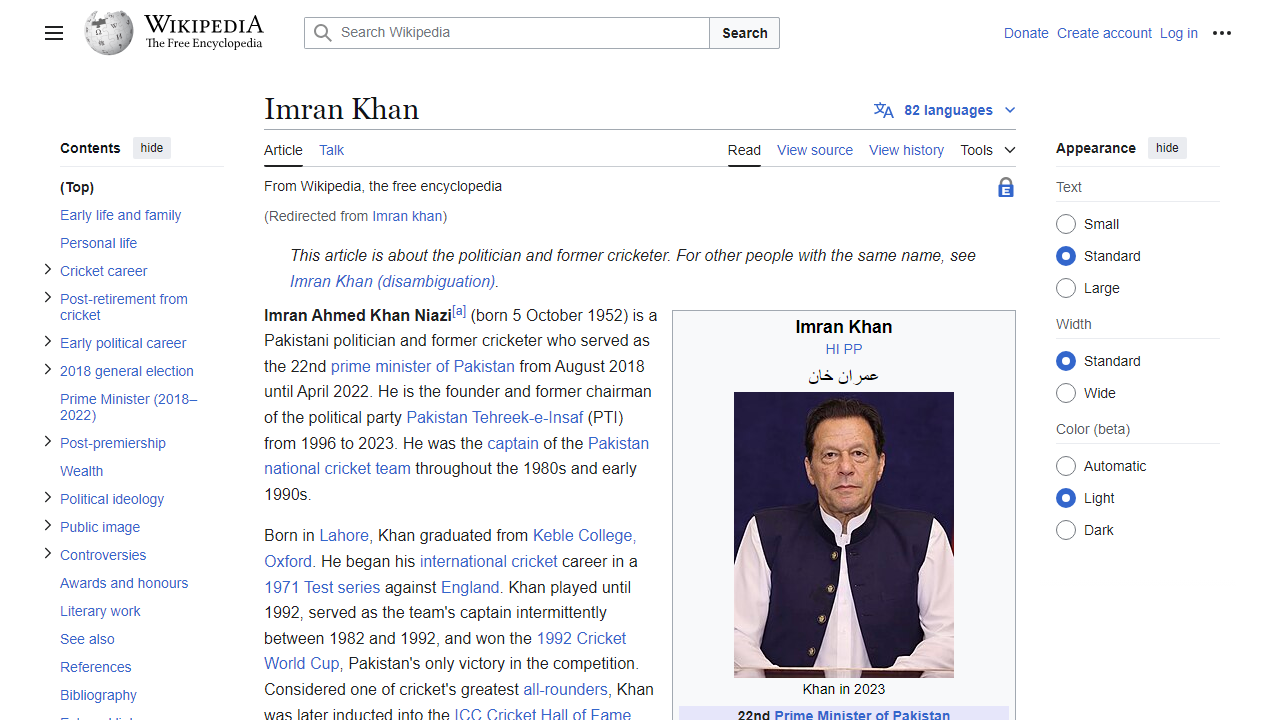 WIKIPEDIA
The Free Encyclopedia
Search Wikipedia
Search
Donate Create account Log in
Imran Khan
82 languages
Contents hide
(Top)
Early life and family
Personal life
Cricket career
Post-retirement from
cricket
Early political career
2018 general election
Prime Minister (2018–
2022)
Post-premiership
Wealth
Political ideology
Public image
Controversies
Awards and honours
Literary work
See also
References
Bibliography
Article Talk Read View source View history Tools
From Wikipedia, the free encyclopedia
(Redirected from Imran khan)
This article is about the politician and former cricketer. For other people with the same name, see
Imran Khan (disambiguation).
Imran Ahmed Khan Niazi[a] (born 5 October 1952) is a
Pakistani politician and former cricketer who served as
the 22nd prime minister of Pakistan from August 2018
until April 2022. He is the founder and former chairman
of the political party Pakistan Tehreek-e-Insaf (PTI)
from 1996 to 2023. He was the captain of the Pakistan
national cricket team throughout the 1980s and early
1990s.
Born in Lahore, Khan graduated from Keble College,
Oxford. He began his international cricket career in a
1971 Test series against England. Khan played until
1992, served as the team's captain intermittently
between 1982 and 1992, and won the 1992 Cricket
World Cup, Pakistan's only victory in the competition.
Considered one of cricket's greatest all-rounders, Khan
was later inducted into the ICC Cricket Hall of Fame
Imran Khan
HI PP
عمران خان
Khan in 2023
22nd Prime Minister of Pakistan
Appearance hide
Text
Small
Standard
Large
Width
Standard
Wide
Color (beta)
Automatic
Light
Dark